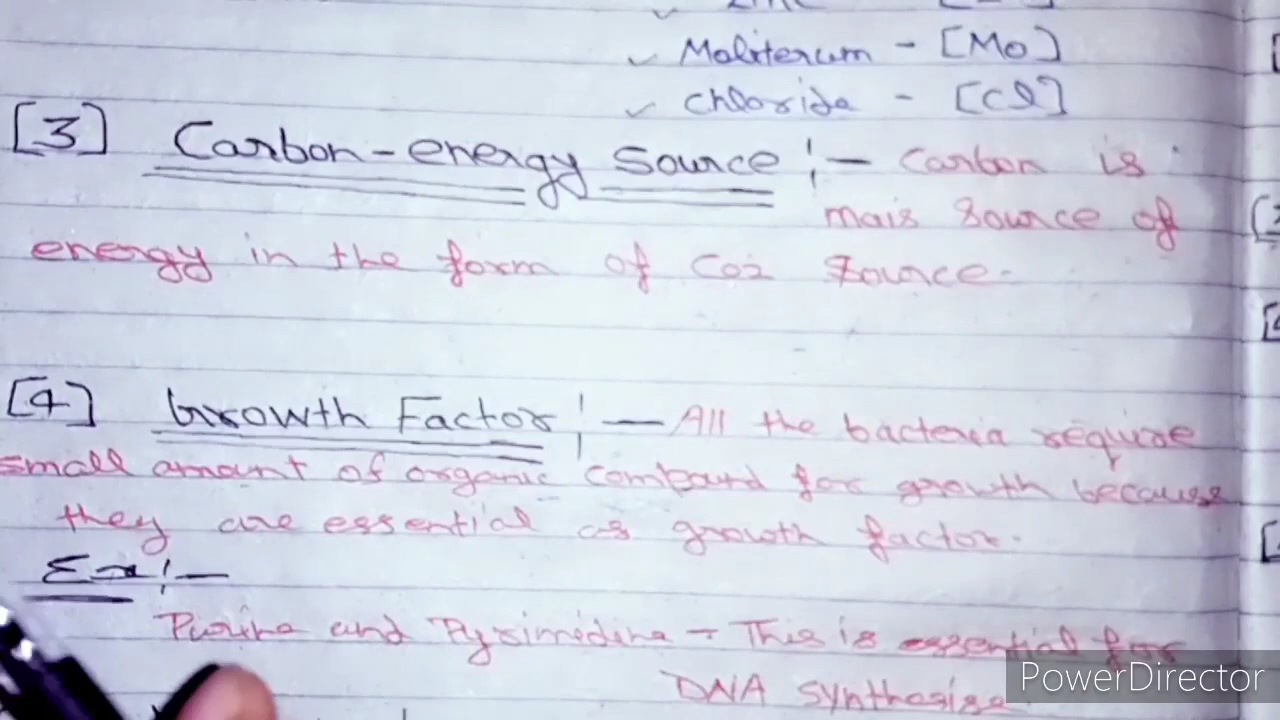 ✓ Moliterum - [Mo]
✓ Chloride - [Cl]
[3] Carbon-energy Source :- Carbon is
mais source of
energy in the form of Co2 source.
[4] Growth Factor :- All the bacteria require
small amount of organic compound for growth because
they are essential as growth factor.
Ex :-
Purine and Pyrimidine - This is essential for
DNA synthesise
PowerDirector